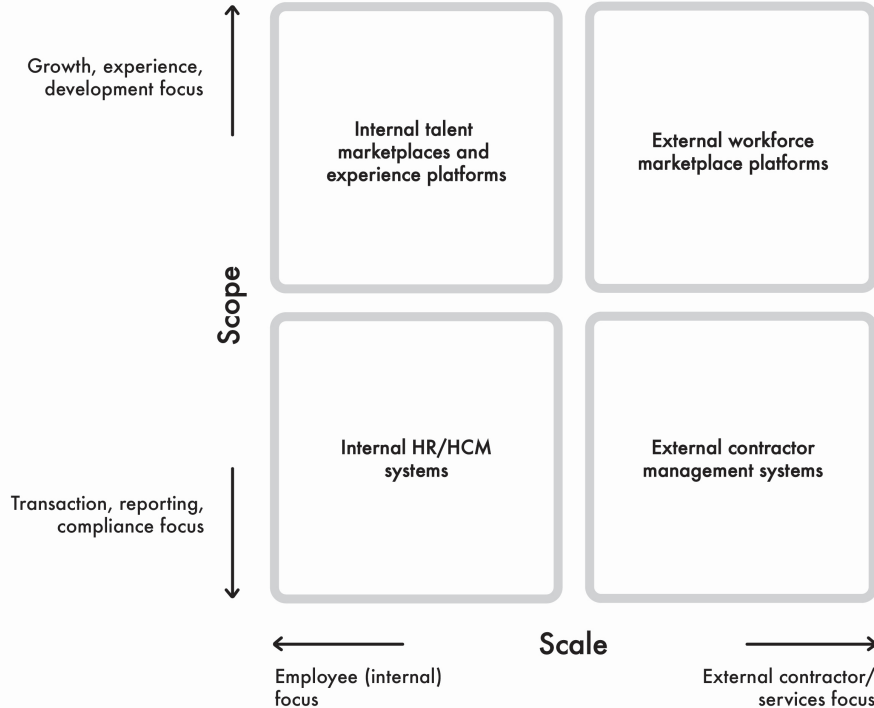 Growth, experience,
development focus
Internal talent
marketplaces and
experience platforms
External workforce
marketplace platforms
Scope
Transaction, reporting,
compliance focus
Internal HR/HCM
systems
External contractor
management systems
Scale
Employee (internal)
focus
External contractor/
services focus